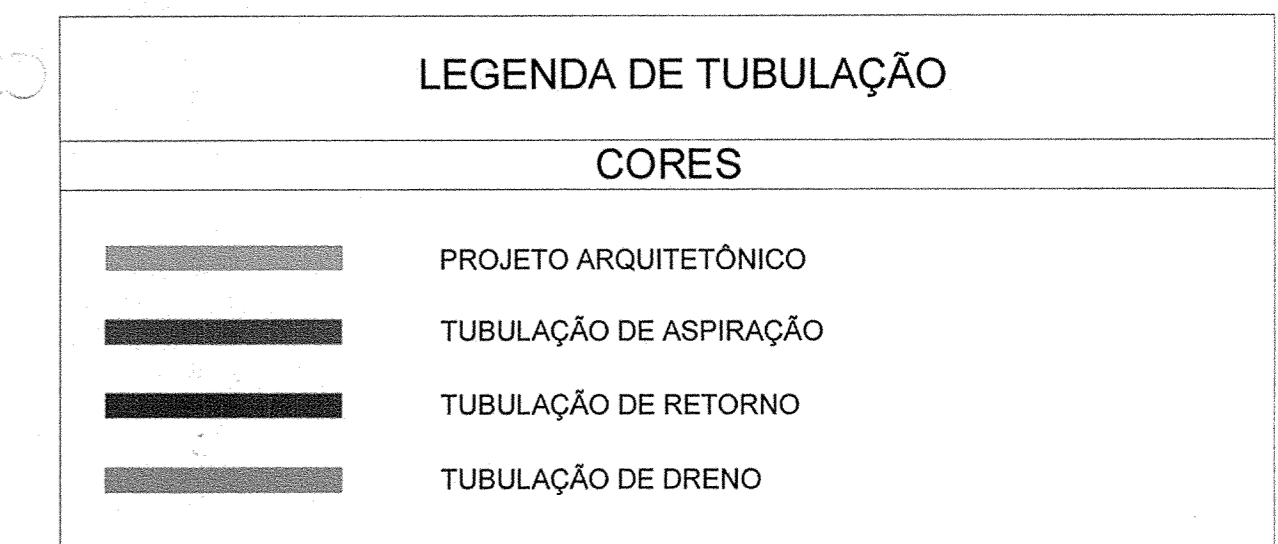 LEGENDA DE TUBULAÇÃO
CORES
PROJETO ARQUITETÔNICO
TUBULAÇÃO DE ASPIRAÇÃO
TUBULAÇÃO DE RETORNO
TUBULAÇÃO DE DRENO